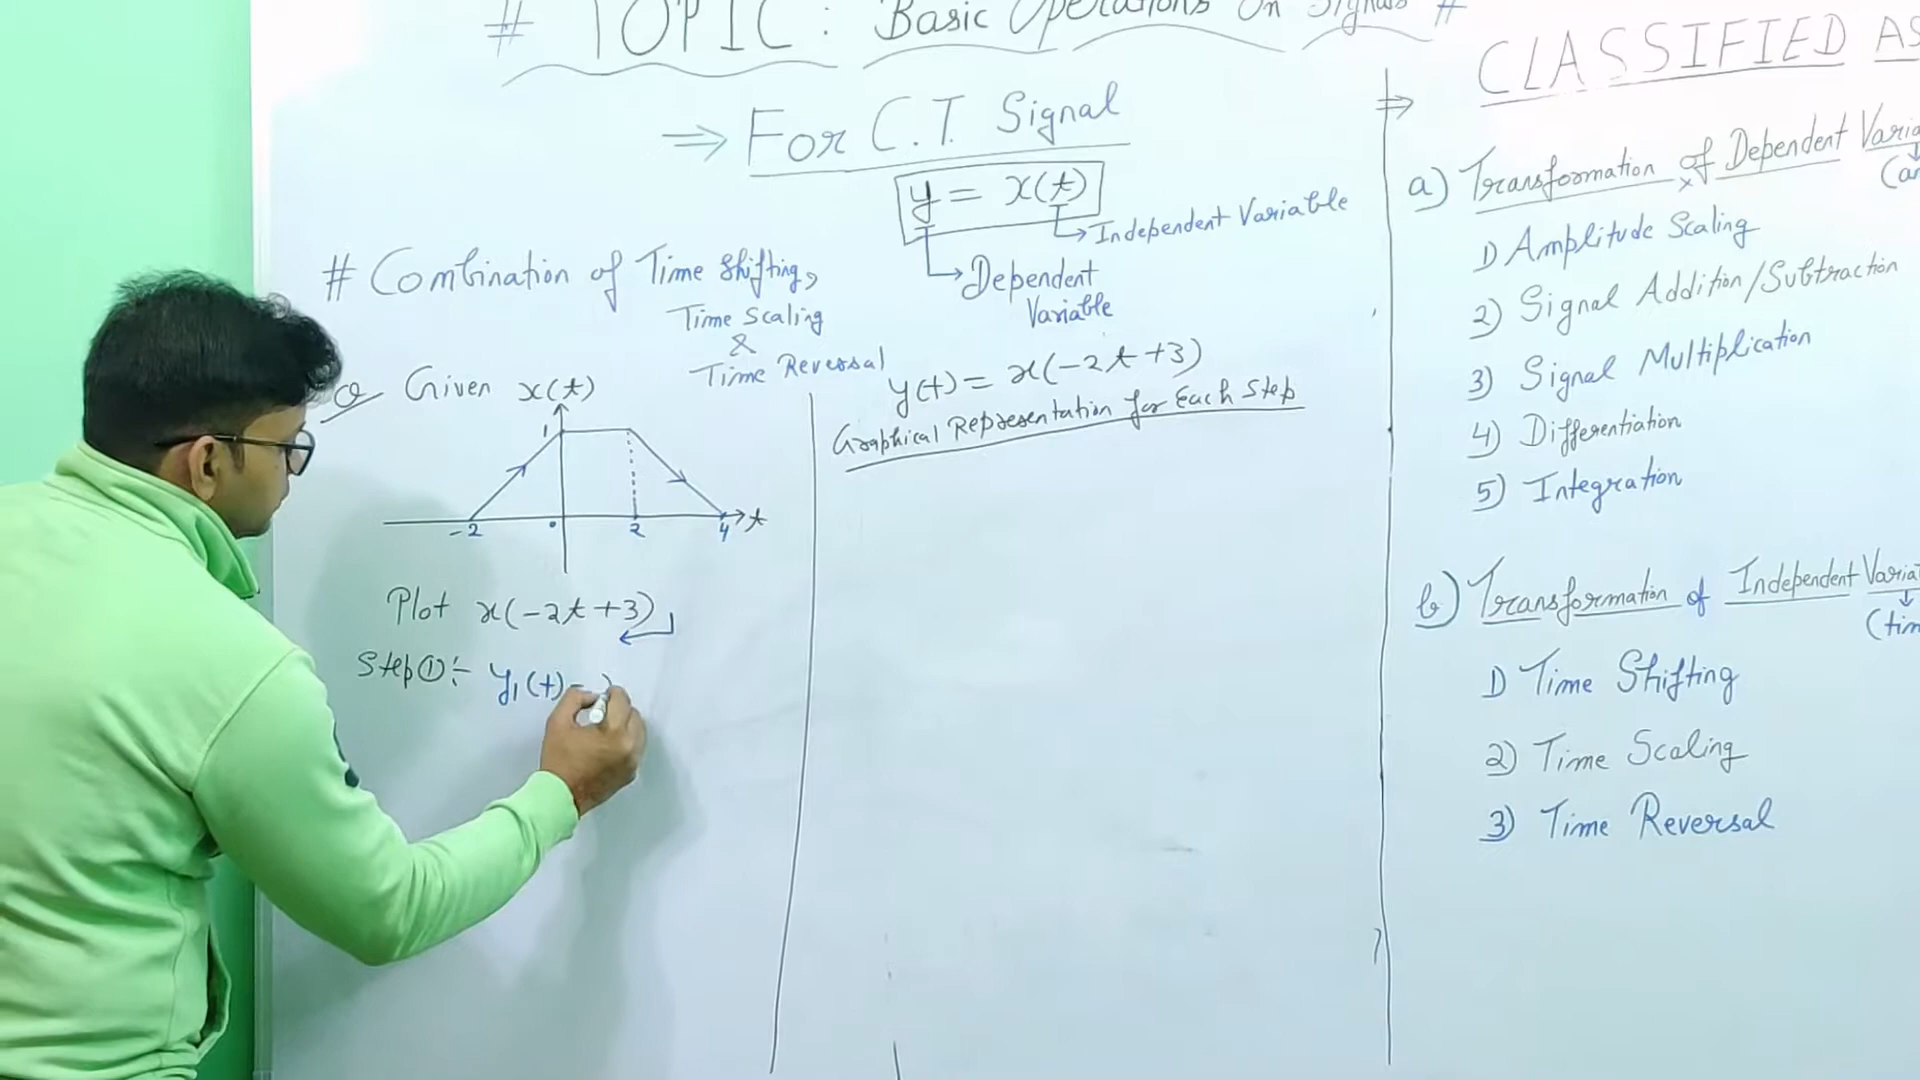 # TOPIC : Basic Operations On Signals #
⇒ For C.T. Signal
y = x(t)
Independent Variable
Dependent
Variable
# Combination of Time Shifting,
Time Scaling
&
Time Reversal
Q Given x(t)
1
-2 0 2 4 t
Plot x(-2t+3)
Step ① :- y₁(t) =
y(t) = x(-2t+3)
Graphical Representation for Each Step
⇒ CLASSIFIED AS
a) Transformation of Dependent
1) Amplitude Scaling
2) Signal Addition/Subtraction
3) Signal Multiplication
4) Differentiation
5) Integration
b) Transformation of Independent
1) Time Shifting
2) Time Scaling
3) Time Reversal